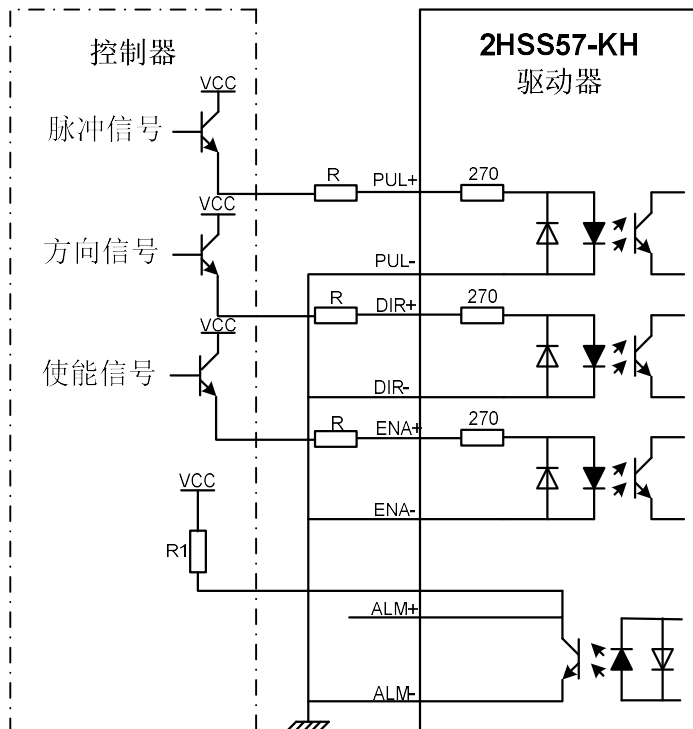 控制器
2HSS57-KH
驱动器
VCC
脉冲信号
R
PUL+
270
VCC
方向信号
PUL-
R
DIR+
270
VCC
使能信号
DIR-
R
ENA+
270
VCC
ENA-
R1
ALM+
ALM-